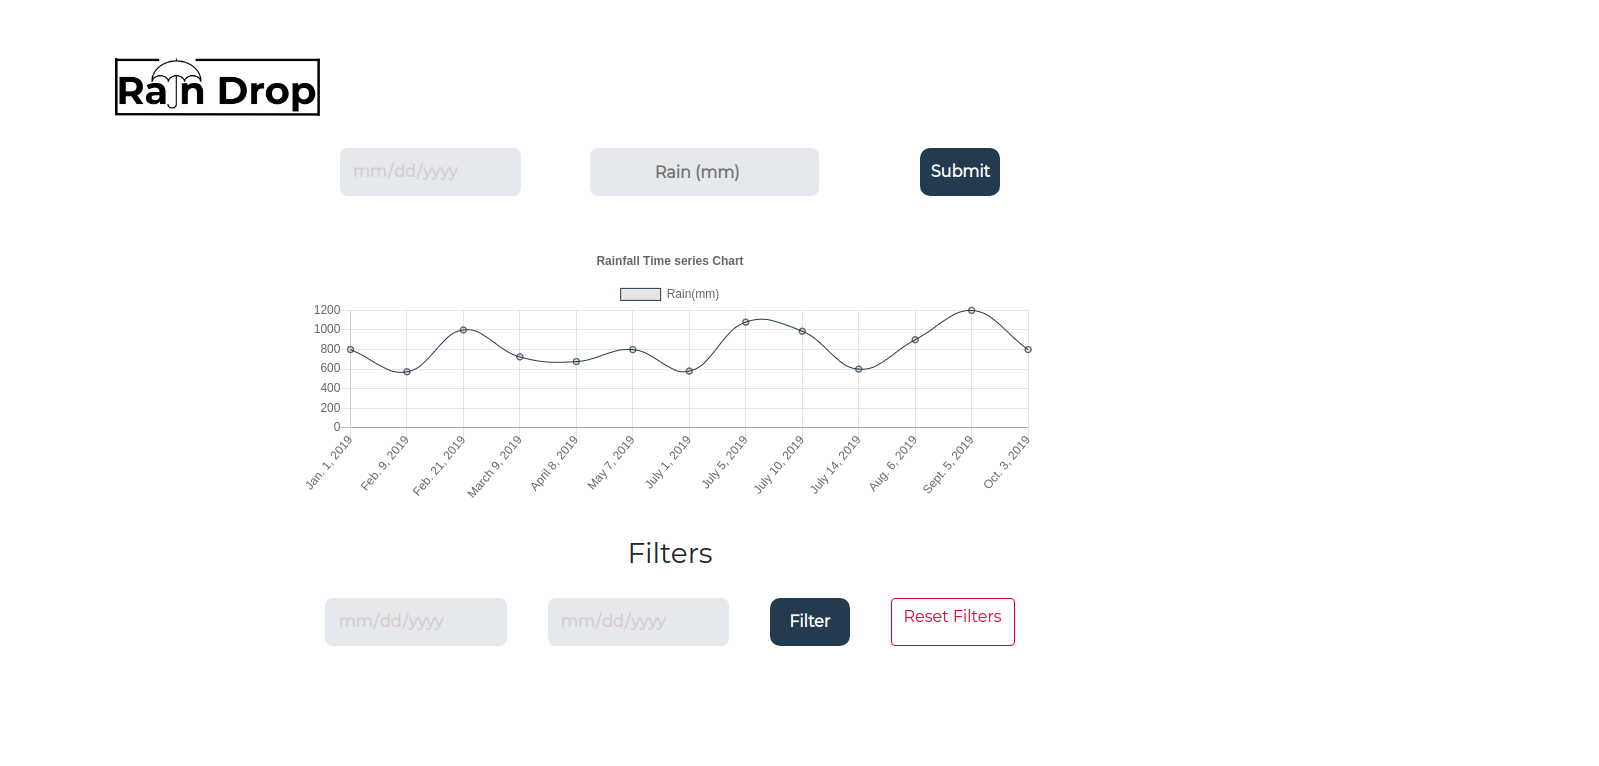 Rain Drop
mm/dd/yyyy Rain (mm) Submit
Rainfall Time series Chart
Rain(mm)
1200
1000
800
600
400
200
0
Jan. 1, 2019 Feb. 9, 2019 Feb. 21, 2019 March 9, 2019 April 8, 2019 May 7, 2019 July 1, 2019 July 5, 2019 July 10, 2019 July 14, 2019 Aug. 6, 2019 Sept. 5, 2019 Oct. 3, 2019
Filters
mm/dd/yyyy mm/dd/yyyy Filter Reset Filters